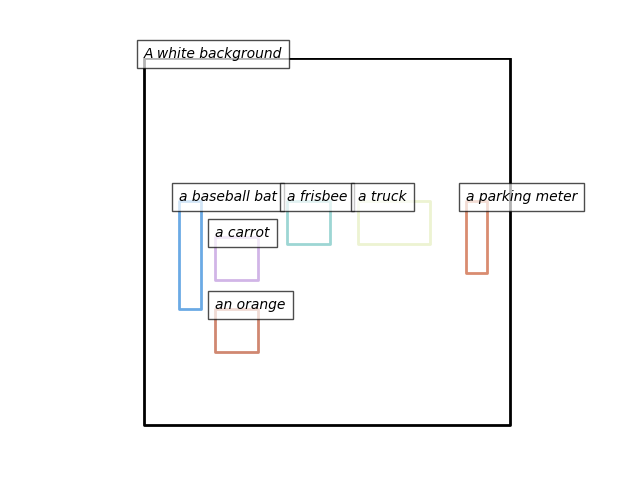 A white background
a baseball bat
a frisbee
a truck
a parking meter
a carrot
an orange